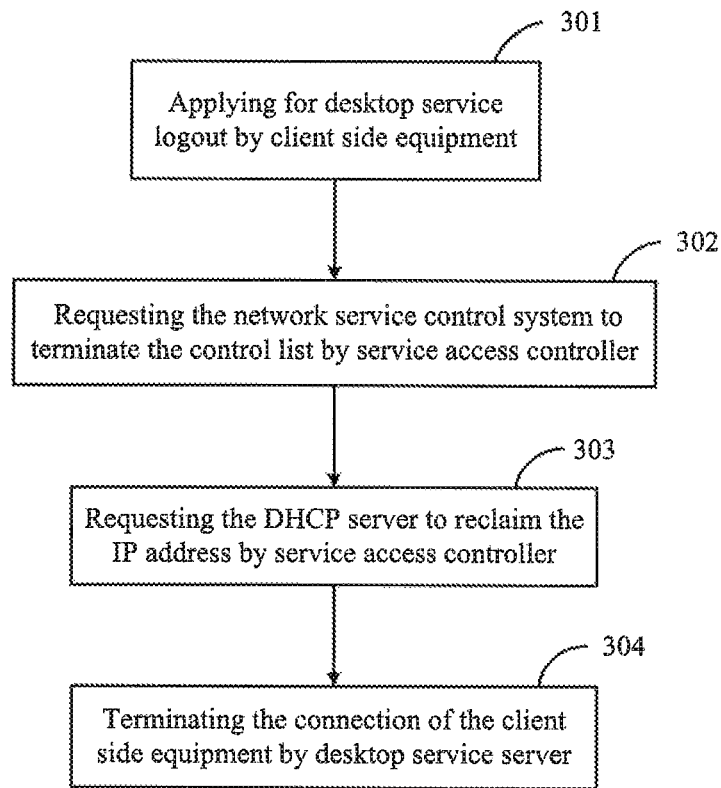 301
Applying for desktop service
logout by client side equipment
302
Requesting the network service control system to
terminate the control list by service access controller
303
Requesting the DHCP server to reclaim the
IP address by service access controller
304
Terminating the connection of the client
side equipment by desktop service server